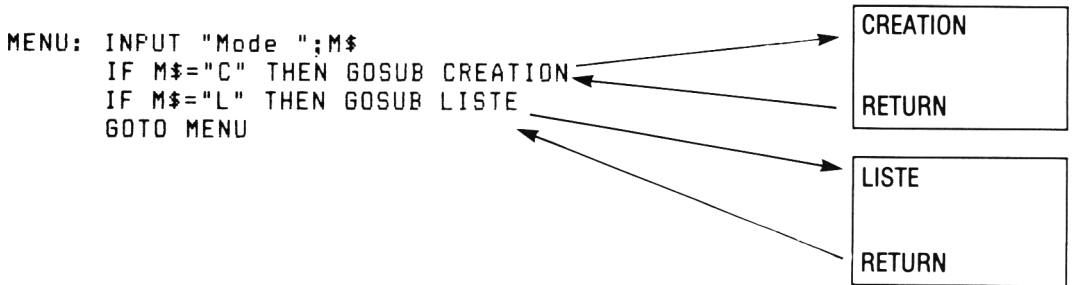 MENU: INPUT "Mode ";M$
IF M$="C" THEN GOSUB CREATION
IF M$="L" THEN GOSUB LISTE
GOTO MENU
CREATION
RETURN
LISTE
RETURN